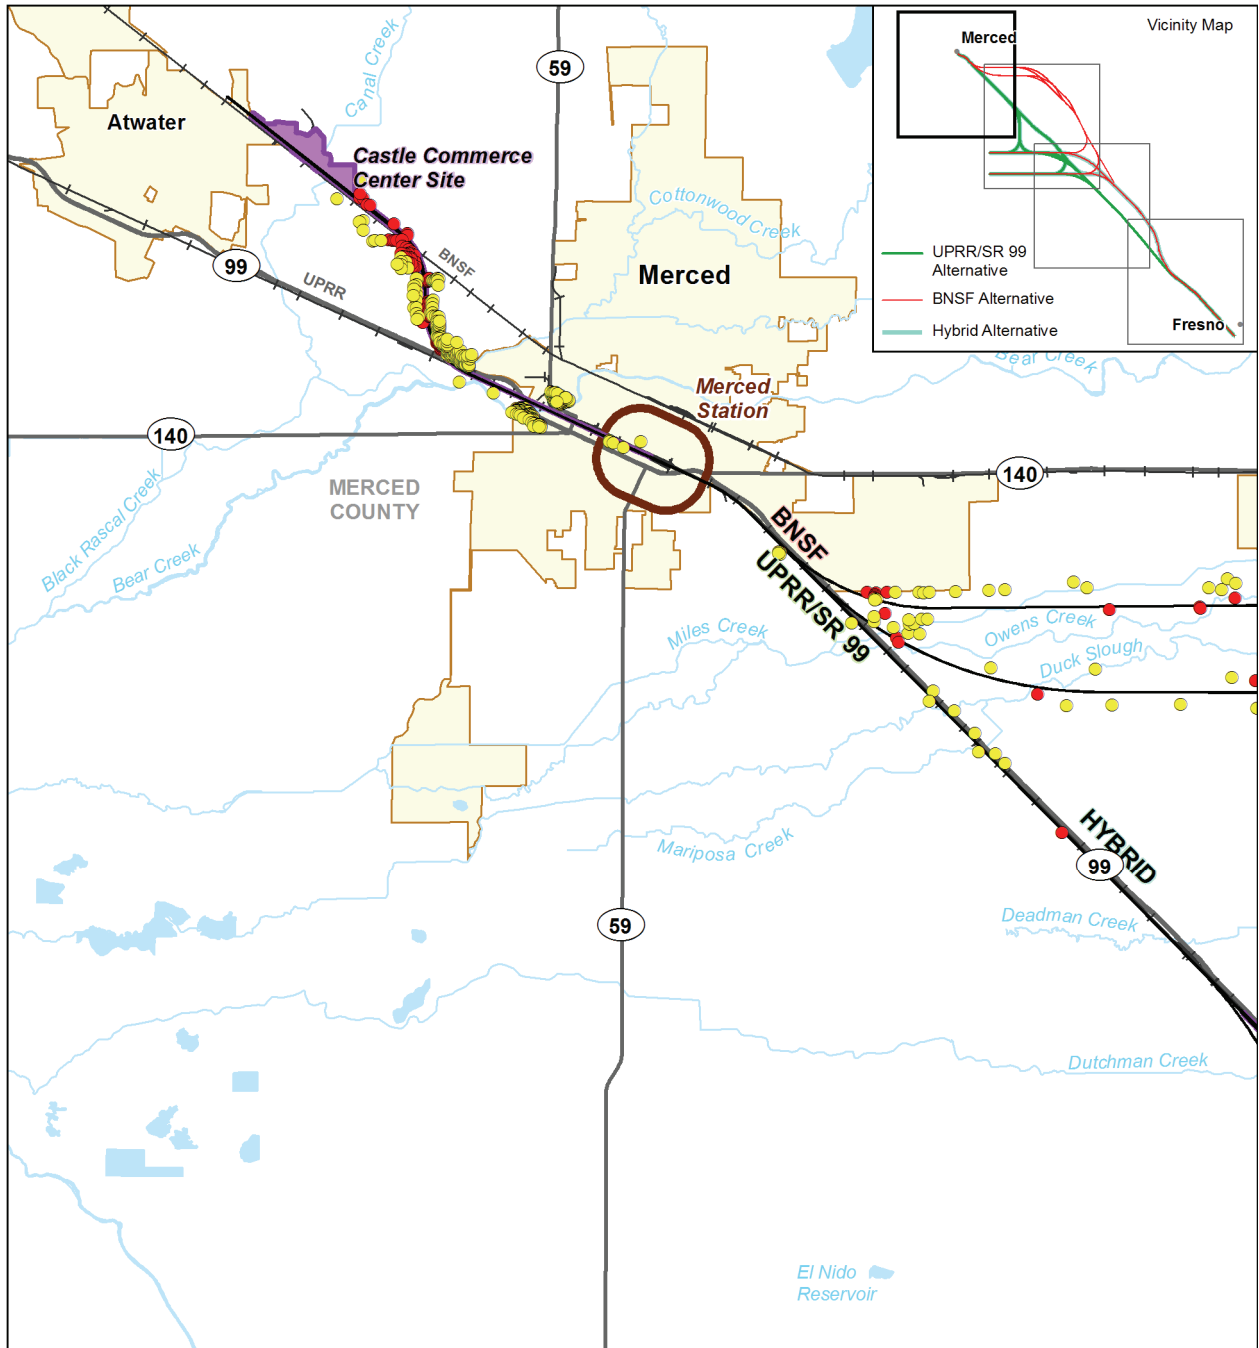 59
Vicinity Map
Merced
UPRR/SR 99
Alternative
BNSF Alternative
Hybrid Alternative
Fresno
Atwater
Canal Creek
Castle Commerce
Center Site
Cottonwood Creek
99
UPRR
BNSF
Merced
Bear Creek
Merced
Station
140
140
MERCED
COUNTY
Black Rascal Creek
Bear Creek
BNSF
UPRR/SR 99
Miles Creek
Owens Creek
Duck Slough
Mariposa Creek
HYBRID
99
59
Deadman Creek
Dutchman Creek
El Nido
Reservoir